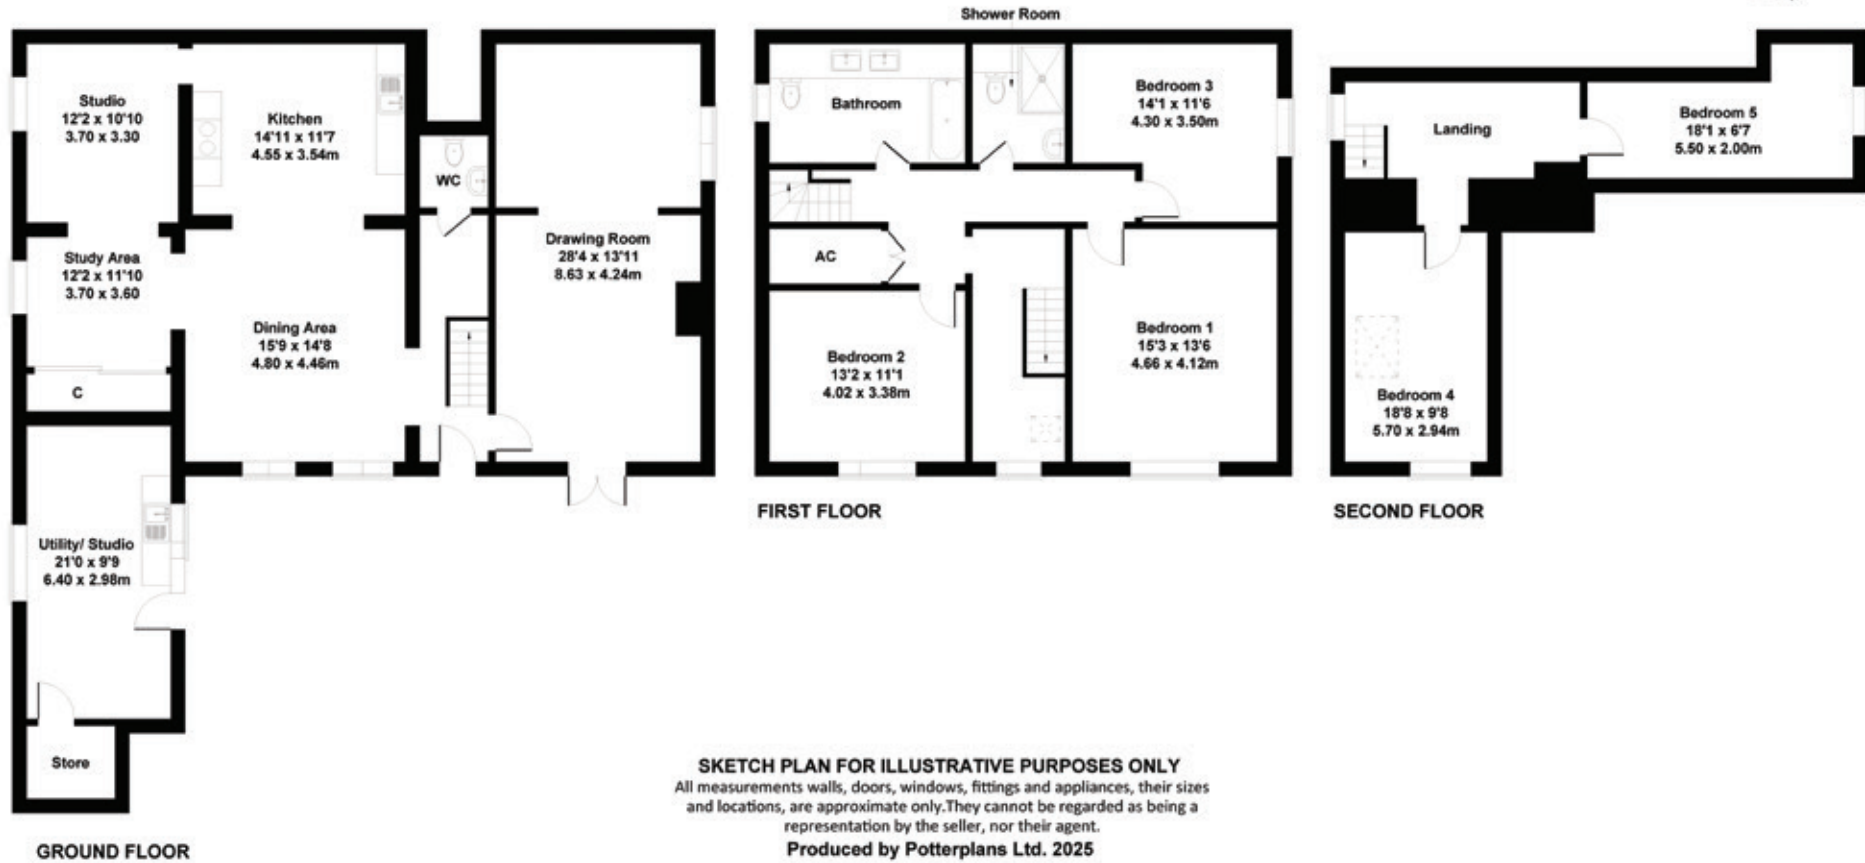 Shower Room
Studio
12'2 x 10'10
3.70 x 3.30
Kitchen
14'11 x 11'7
4.55 x 3.54m
WC
Study Area
12'2 x 11'10
3.70 x 3.60
Drawing Room
28'4 x 13'11
8.63 x 4.24m
Dining Area
15'9 x 14'8
4.80 x 4.46m
C
Utility/ Studio
21'0 x 9'9
6.40 x 2.98m
Store
GROUND FLOOR
Bathroom
Bedroom 3
14'1 x 11'6
4.30 x 3.50m
AC
Bedroom 2
13'2 x 11'1
4.02 x 3.38m
Bedroom 1
15'3 x 13'6
4.66 x 4.12m
FIRST FLOOR
Landing
Bedroom 5
18'1 x 6'7
5.50 x 2.00m
Bedroom 4
18'8 x 9'8
5.70 x 2.94m
SECOND FLOOR
SKETCH PLAN FOR ILLUSTRATIVE PURPOSES ONLY
All measurements walls, doors, windows, fittings and appliances, their sizes
and locations, are approximate only.They cannot be regarded as being a
representation by the seller, nor their agent.
Produced by Potterplans Ltd. 2025